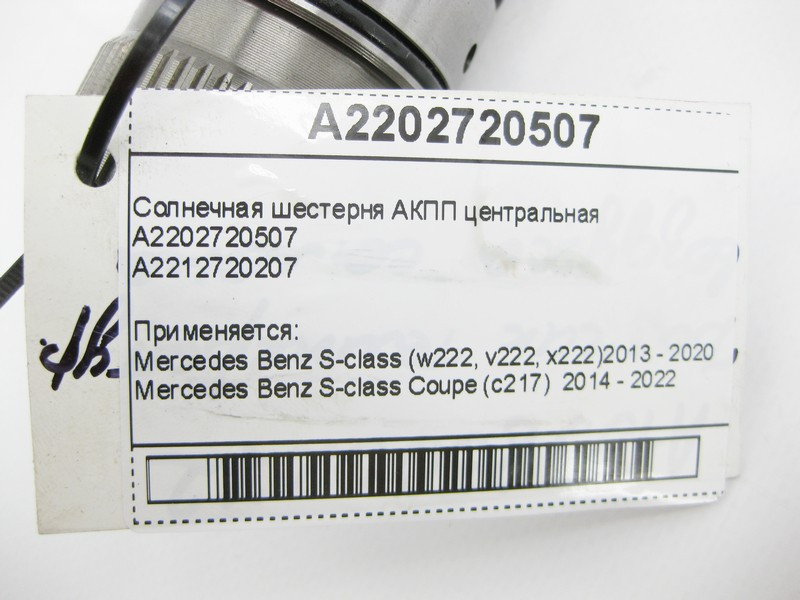 A2202720507
Солнечная шестерня АКПП центральная
A2202720507
A2212720207
Применяется:
Mercedes Benz S-class (w222, v222, x222)2013 - 2020
Mercedes Benz S-class Coupe (c217) 2014 - 2022